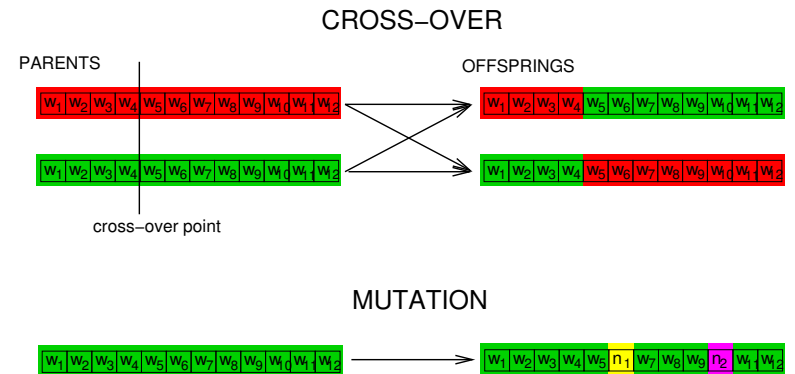 CROSS−OVER
PARENTS
OFFSPRINGS
w1 w2 w3 w4 w5 w6 w7 w8 w9 w10 w11 w12
w1 w2 w3 w4 w5 w6 w7 w8 w9 w10 w11 w12
w1 w2 w3 w4 w5 w6 w7 w8 w9 w10 w11 w12
w1 w2 w3 w4 w5 w6 w7 w8 w9 w10 w11 w12
cross−over point
MUTATION
w1 w2 w3 w4 w5 w6 w7 w8 w9 w10 w11 w12
w1 w2 w3 w4 w5 n1 w7 w8 w9 n2 w11 w12